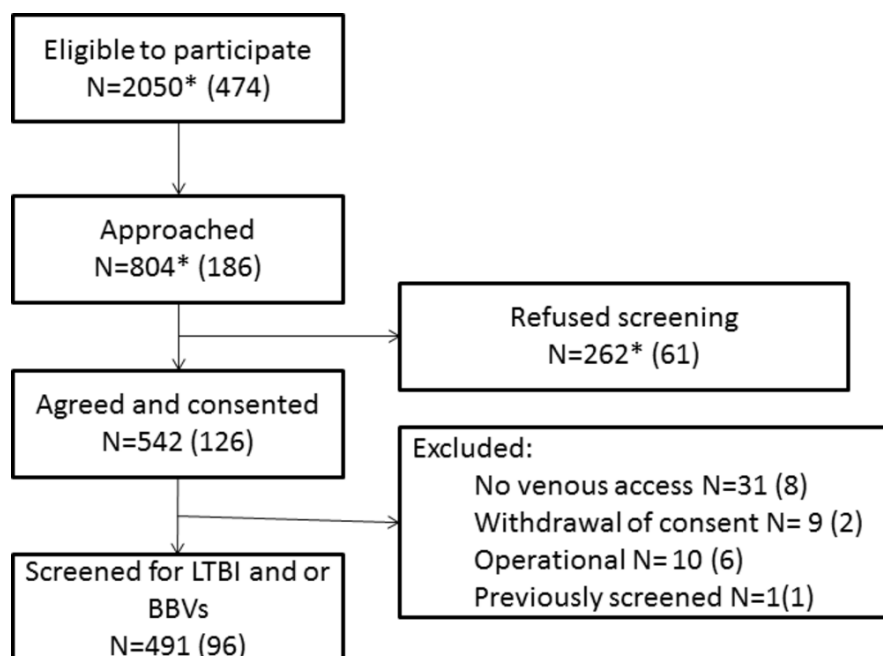 Eligible to participate
N=2050* (474)
Approached
N=804* (186)
Refused screening
N=262* (61)
Agreed and consented
N=542 (126)
Excluded:
No venous access N=31 (8)
Withdrawal of consent N= 9 (2)
Operational N= 10 (6)
Previously screened N=1(1)
Screened for LTBI and or
BBVs
N=491 (96)